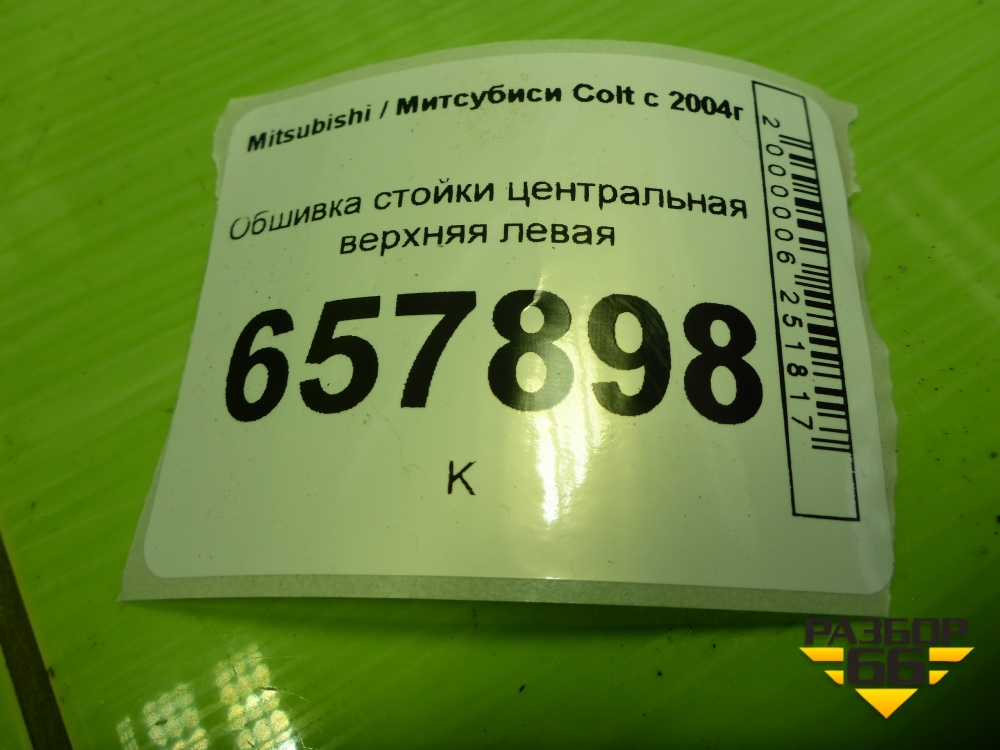 Mitsubishi / Митсубиси Colt с 2004г
Обшивка стойки центральная
верхняя левая
657898
К
2000006251817
РАЗБОР
66